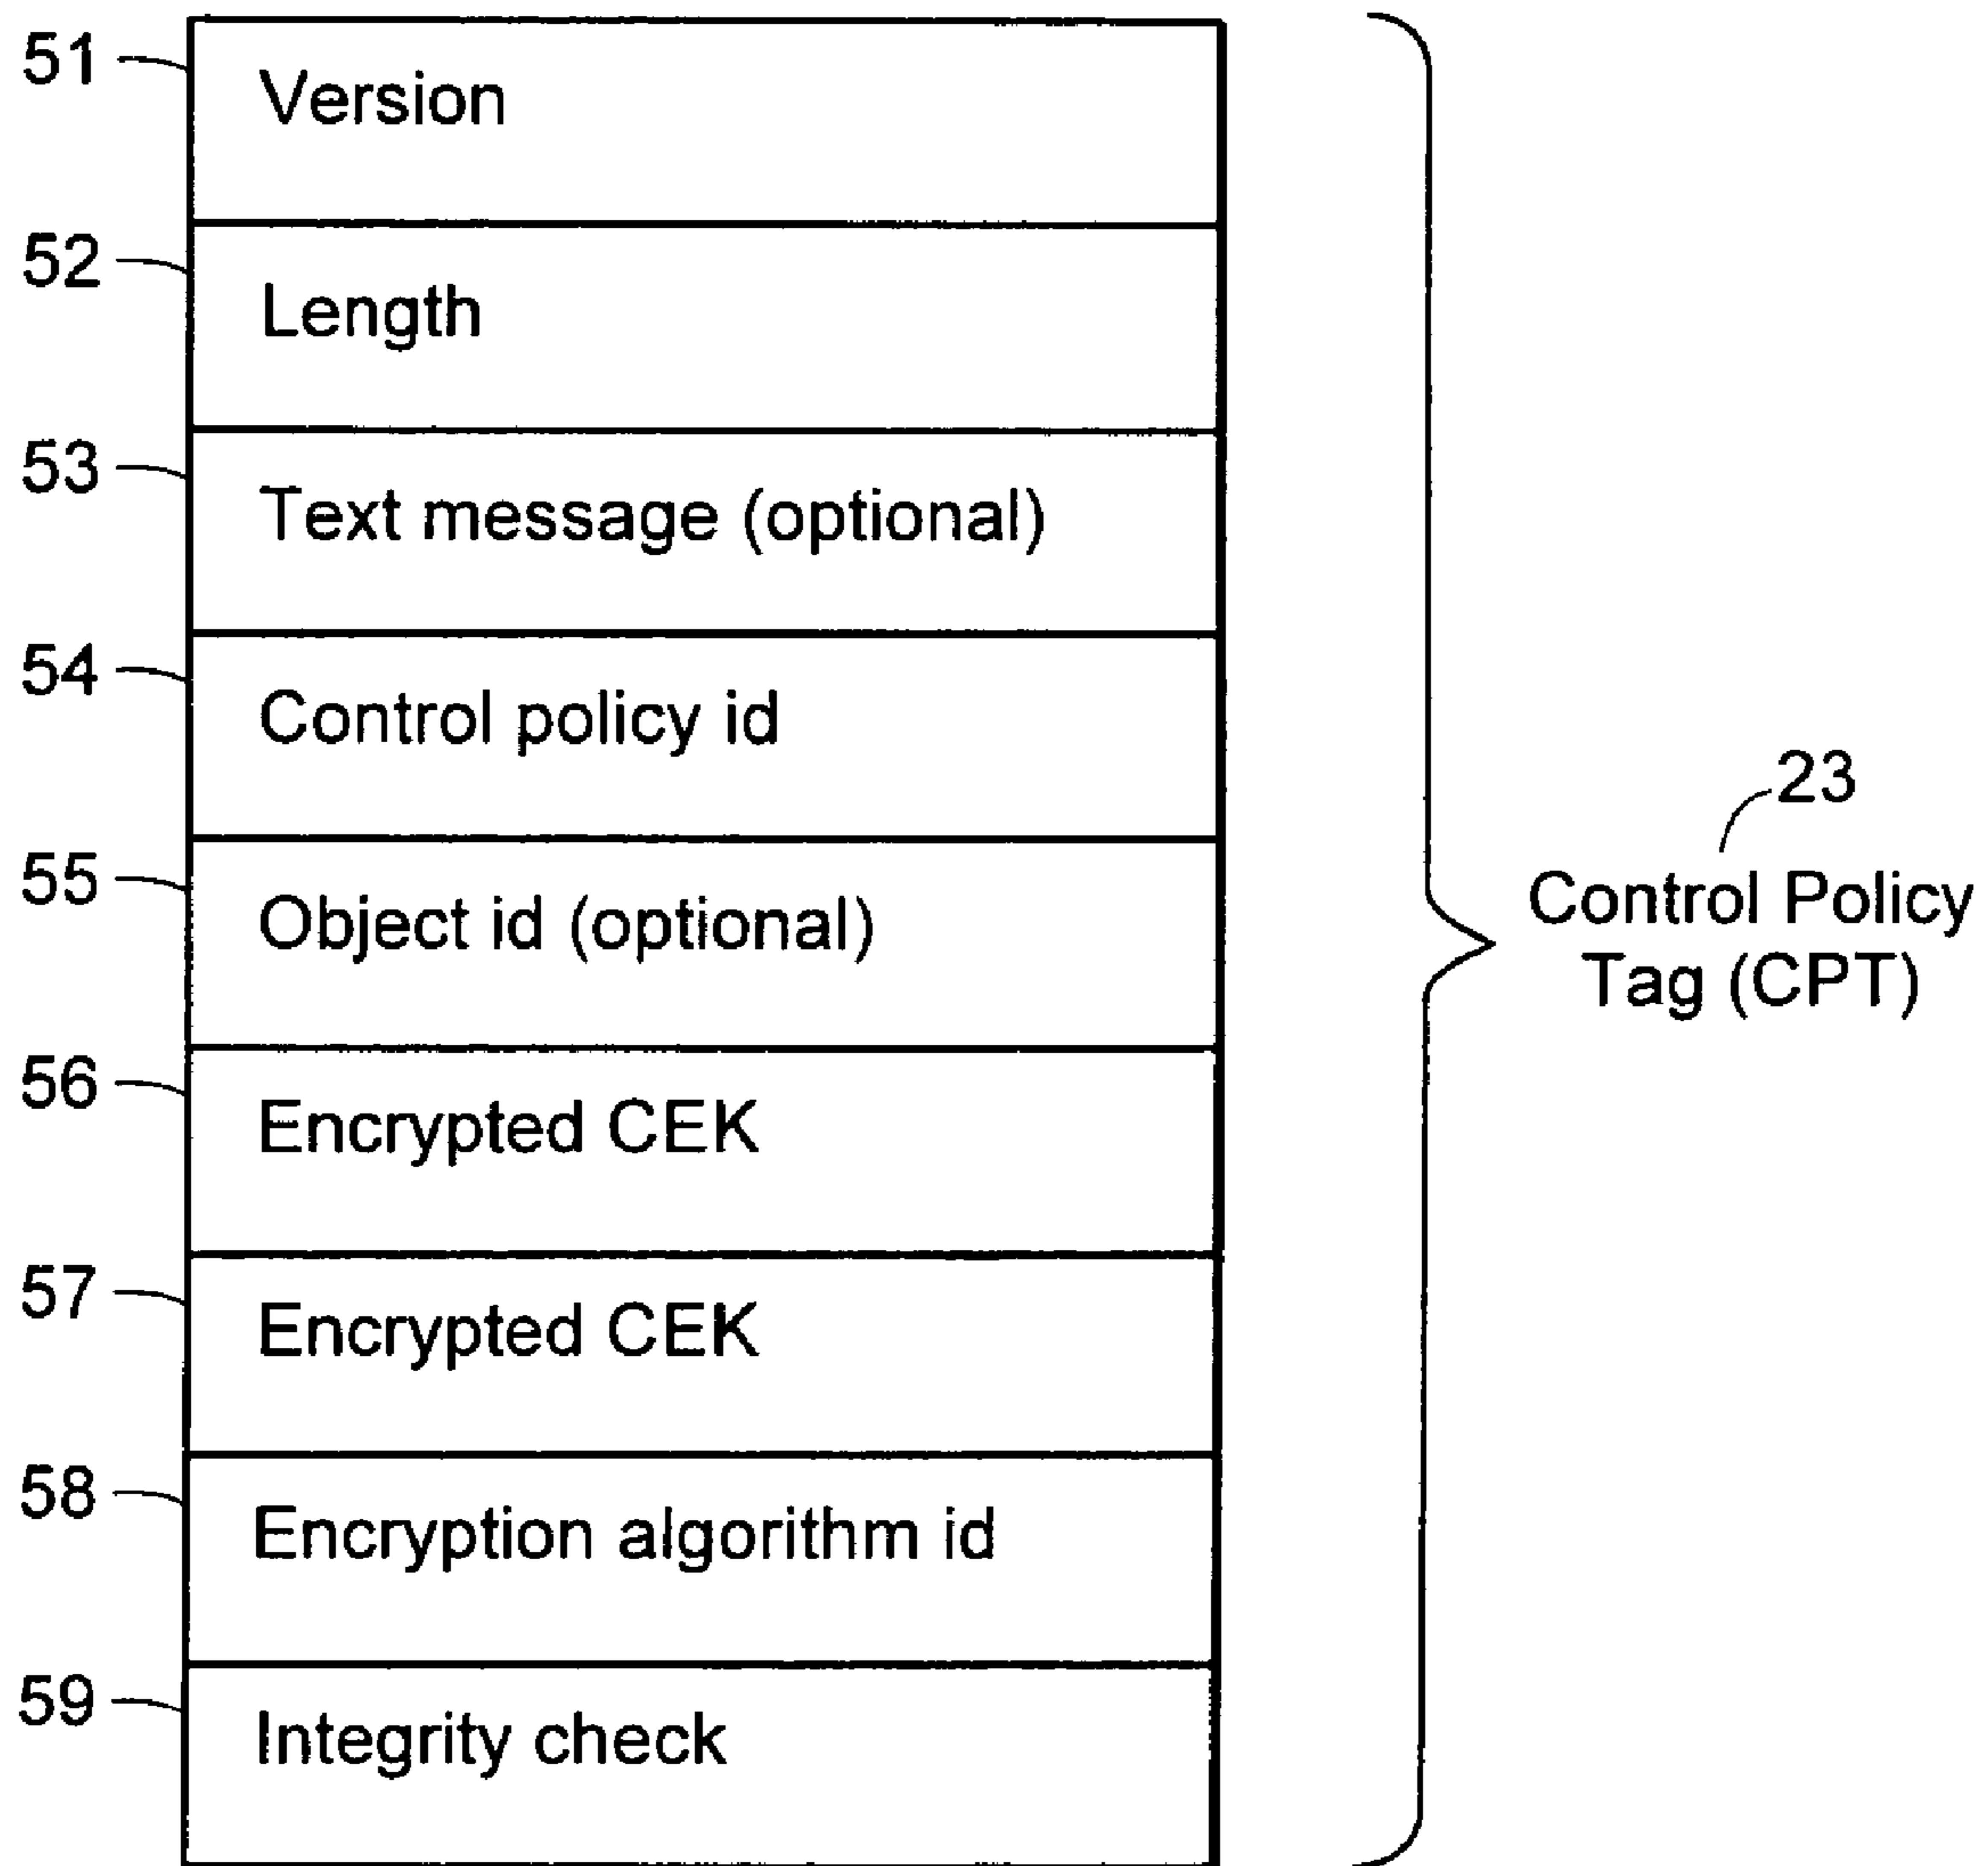 51 Version
52 Length
53 Text message (optional)
54 Control policy id
55 Object id (optional)
56 Encrypted CEK
57 Encrypted CEK
58 Encryption algorithm id
59 Integrity check
23
Control Policy
Tag (CPT)